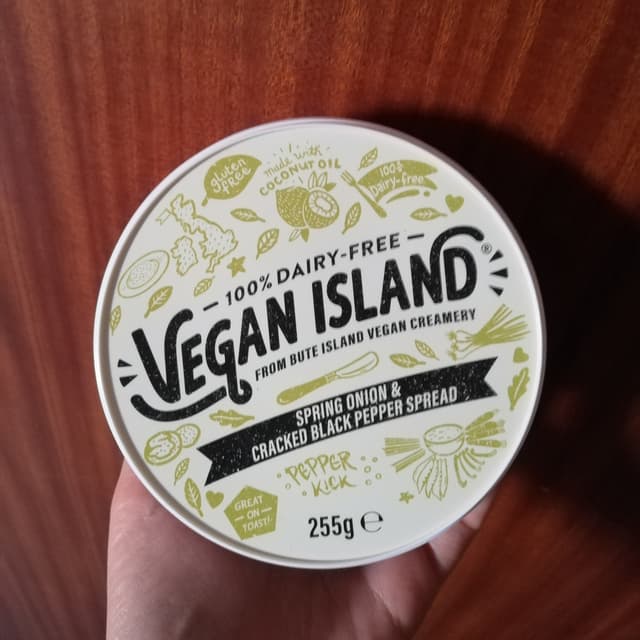 gluten
free
made with
COCONUT OIL
100%
Dairy-free
100% DAIRY-FREE
VEGAN ISLAND®
FROM BUTE ISLAND VEGAN CREAMERY
SPRING ONION &
CRACKED BLACK PEPPER SPREAD
PEPPER
KICK
GREAT
ON
TOAST!
255g ℮